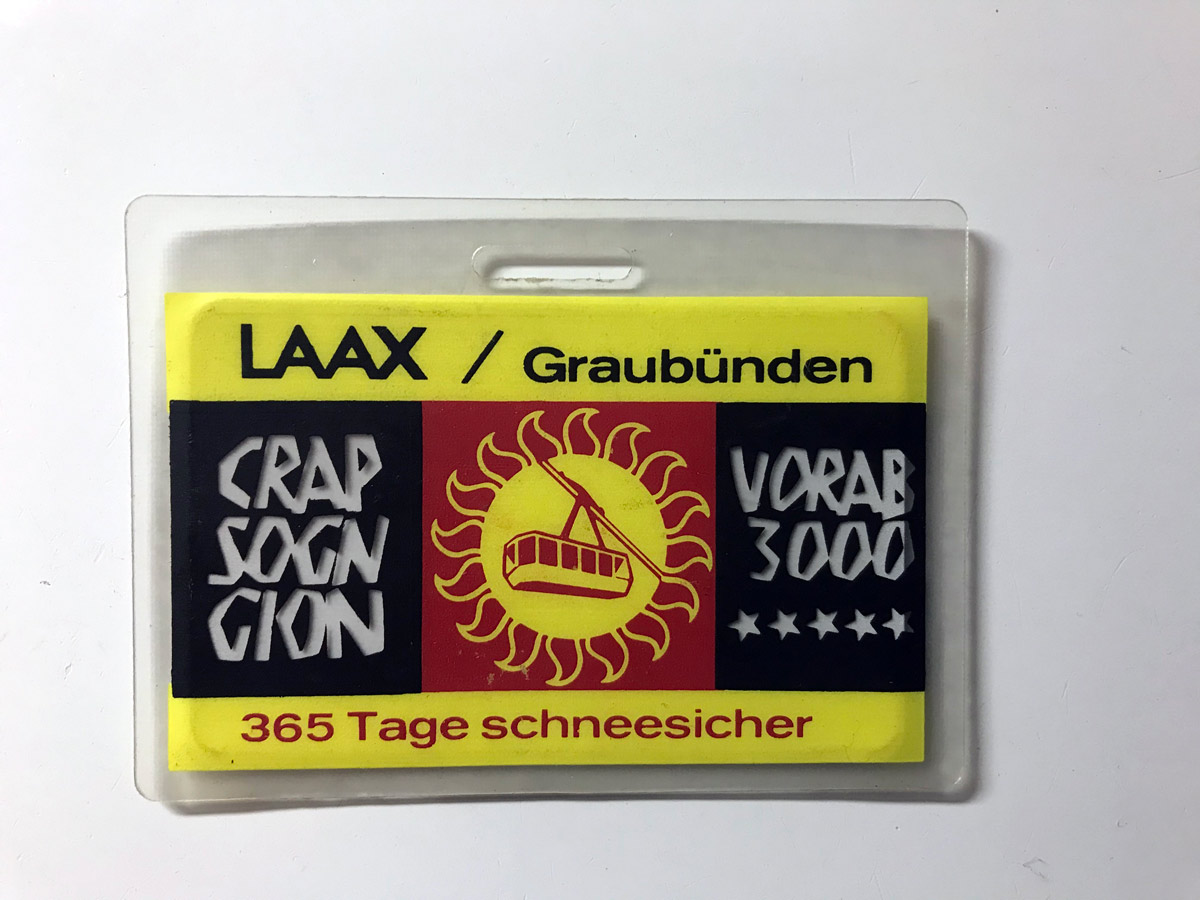 LAAX / Graubünden
CRAP
SOGN
GION
VORAB
3000
365 Tage schneesicher